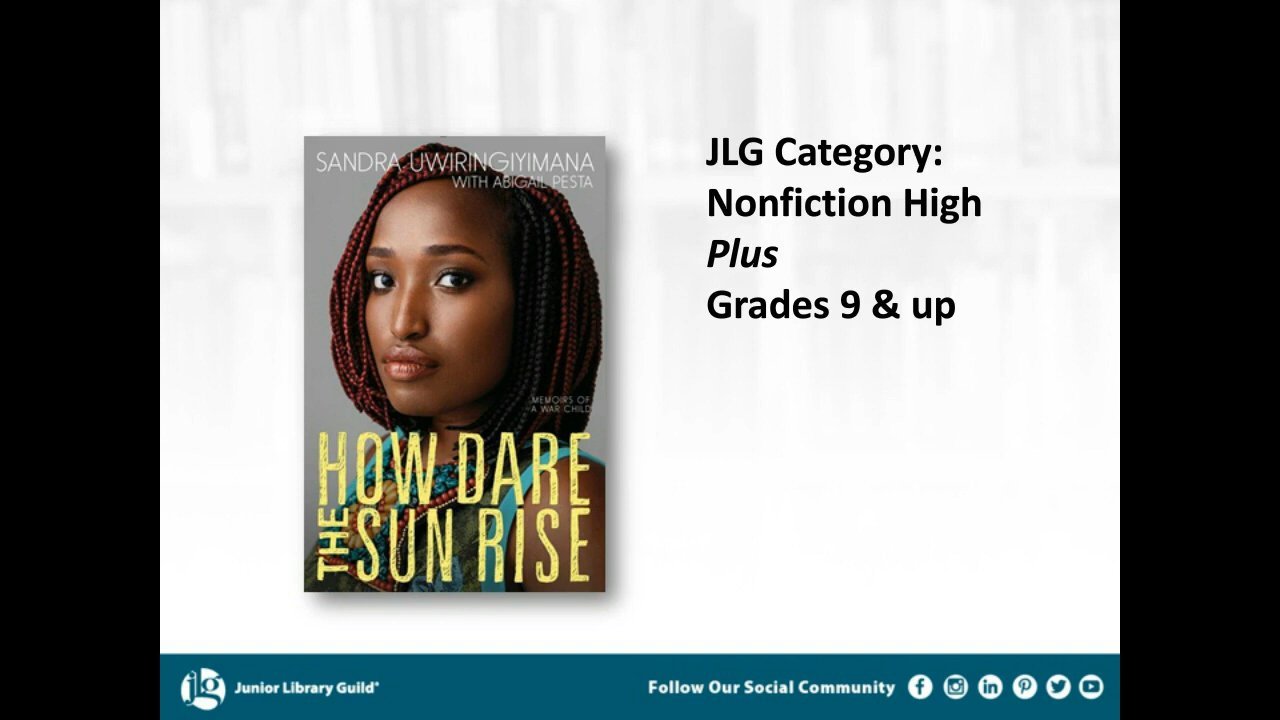 SANDRA UWIRINGIYIMANA
WITH ABIGAIL PESTA
MEMOIRS OF
A WAR CHILD
HOW DARE
THE SUN RISE
JLG Category:
Nonfiction High
Plus
Grades 9 & up
jlg Junior Library Guild®
Follow Our Social Community